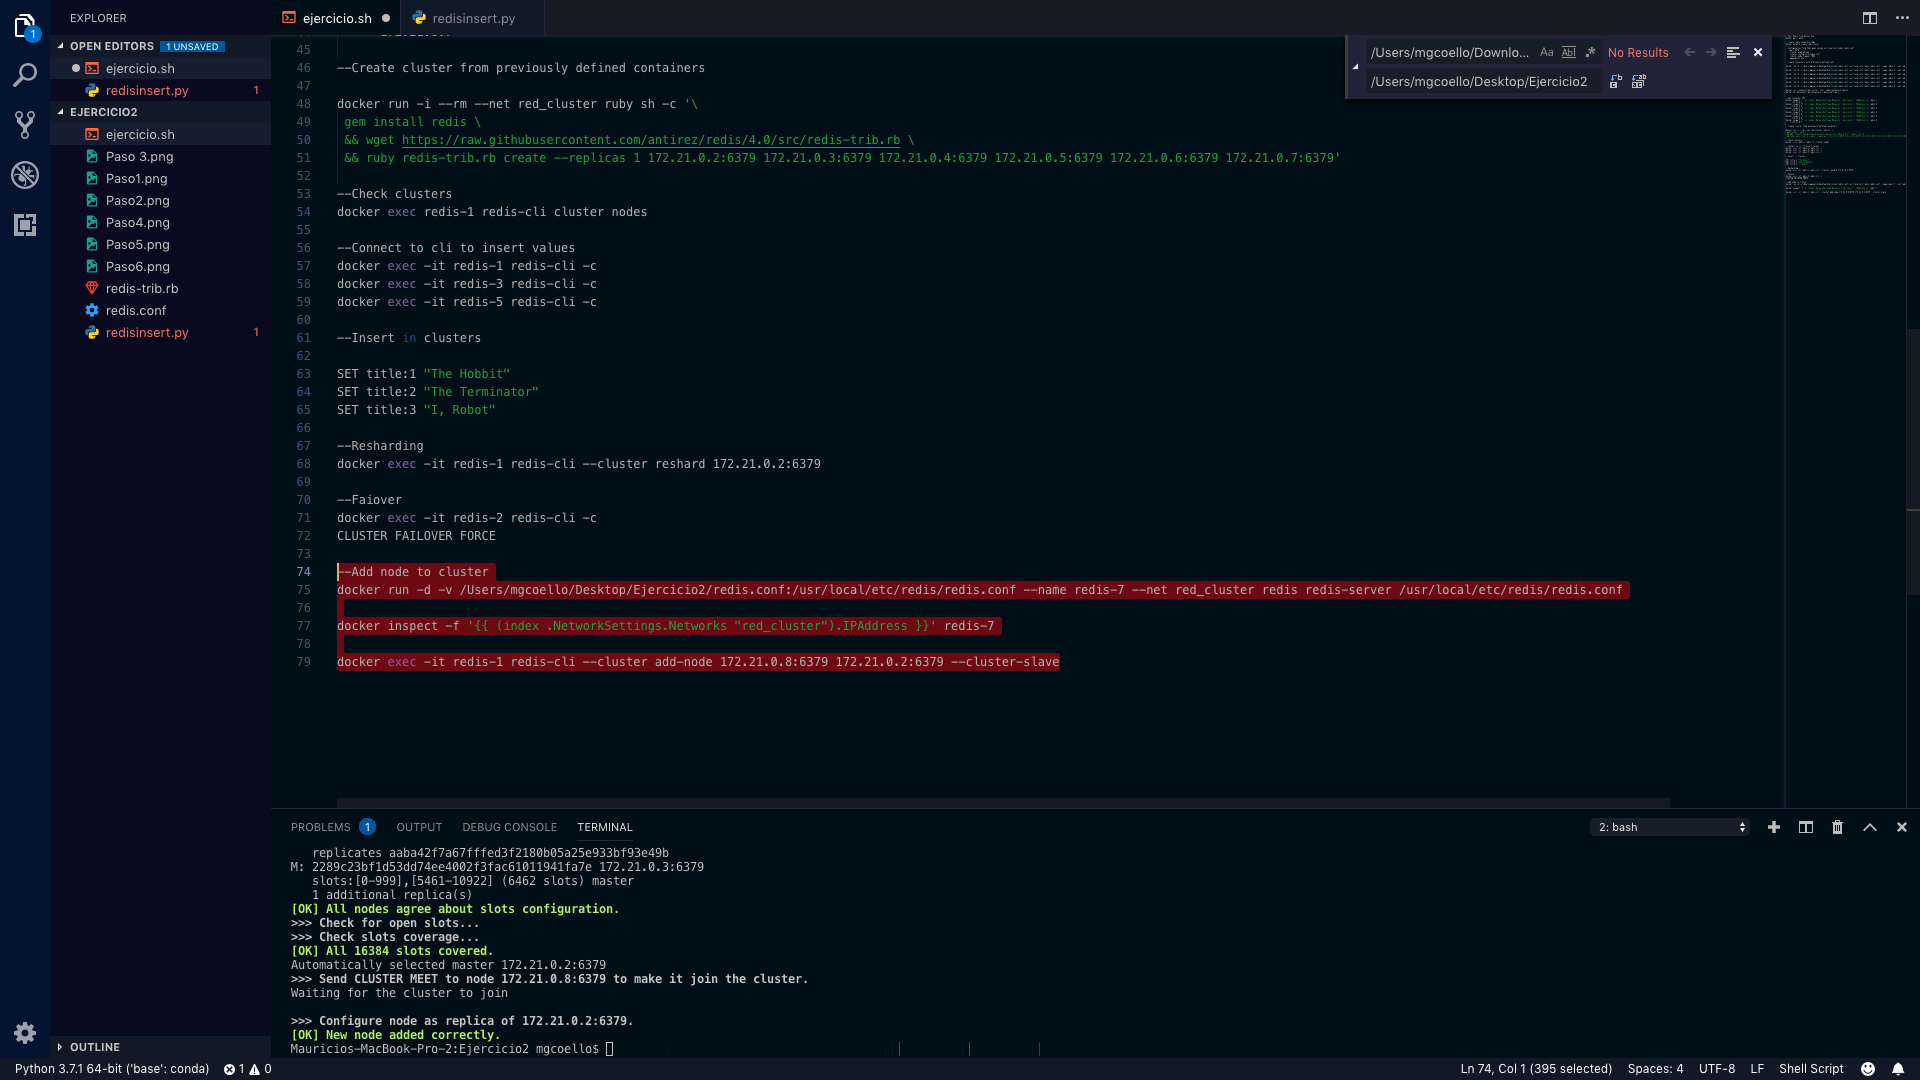 EXPLORER
OPEN EDITORS 1 UNSAVED
ejercicio.sh
redisinsert.py 1
EJERCICIO2
ejercicio.sh
Paso 3.png
Paso1.png
Paso2.png
Paso4.png
Paso5.png
Paso6.png
redis-trib.rb
redis.conf
redisinsert.py 1
OUTLINE
1
ejercicio.sh
redisinsert.py
/Users/mgcoello/Downlo... Aa Abl .* No Results
/Users/mgcoello/Desktop/Ejercicio2
45
46 --Create cluster from previously defined containers
47
48 docker run -i --rm --net red_cluster ruby sh -c '\
49 gem install redis \
50 && wget https://raw.githubusercontent.com/antirez/redis/4.0/src/redis-trib.rb \
51 && ruby redis-trib.rb create --replicas 1 172.21.0.2:6379 172.21.0.3:6379 172.21.0.4:6379 172.21.0.5:6379 172.21.0.6:6379 172.21.0.7:6379'
52
53 --Check clusters
54 docker exec redis-1 redis-cli cluster nodes
55
56 --Connect to cli to insert values
57 docker exec -it redis-1 redis-cli -c
58 docker exec -it redis-3 redis-cli -c
59 docker exec -it redis-5 redis-cli -c
60
61 --Insert in clusters
62
63 SET title:1 "The Hobbit"
64 SET title:2 "The Terminator"
65 SET title:3 "I, Robot"
66
67 --Resharding
68 docker exec -it redis-1 redis-cli --cluster reshard 172.21.0.2:6379
69
70 --Faiover
71 docker exec -it redis-2 redis-cli -c
72 CLUSTER FAILOVER FORCE
73
74 --Add node to cluster
75 docker run -d -v /Users/mgcoello/Desktop/Ejercicio2/redis.conf:/usr/local/etc/redis/redis.conf --name redis-7 --net red_cluster redis redis-server /usr/local/etc/redis/redis.conf
76
77 docker inspect -f '{{ (index .NetworkSettings.Networks "red_cluster").IPAddress }}' redis-7
78
79 docker exec -it redis-1 redis-cli --cluster add-node 172.21.0.8:6379 172.21.0.2:6379 --cluster-slave
PROBLEMS 1 OUTPUT DEBUG CONSOLE TERMINAL
2: bash
replicates aaba42f7a67fffed3f2180b05a25e933bf93e49b
M: 2289c23bf1d53dd74ee4002f3fac61011941fa7e 172.21.0.3:6379
slots:[0-999],[5461-10922] (6462 slots) master
1 additional replica(s)
[OK] All nodes agree about slots configuration.
>>> Check for open slots...
>>> Check slots coverage...
[OK] All 16384 slots covered.
Automatically selected master 172.21.0.2:6379
>>> Send CLUSTER MEET to node 172.21.0.8:6379 to make it join the cluster.
Waiting for the cluster to join
>>> Configure node as replica of 172.21.0.2:6379.
[OK] New node added correctly.
Mauricios-MacBook-Pro-2:Ejercicio2 mgcoello$
Python 3.7.1 64-bit ('base': conda) 1 0
Ln 74, Col 1 (395 selected) Spaces: 4 UTF-8 LF Shell Script